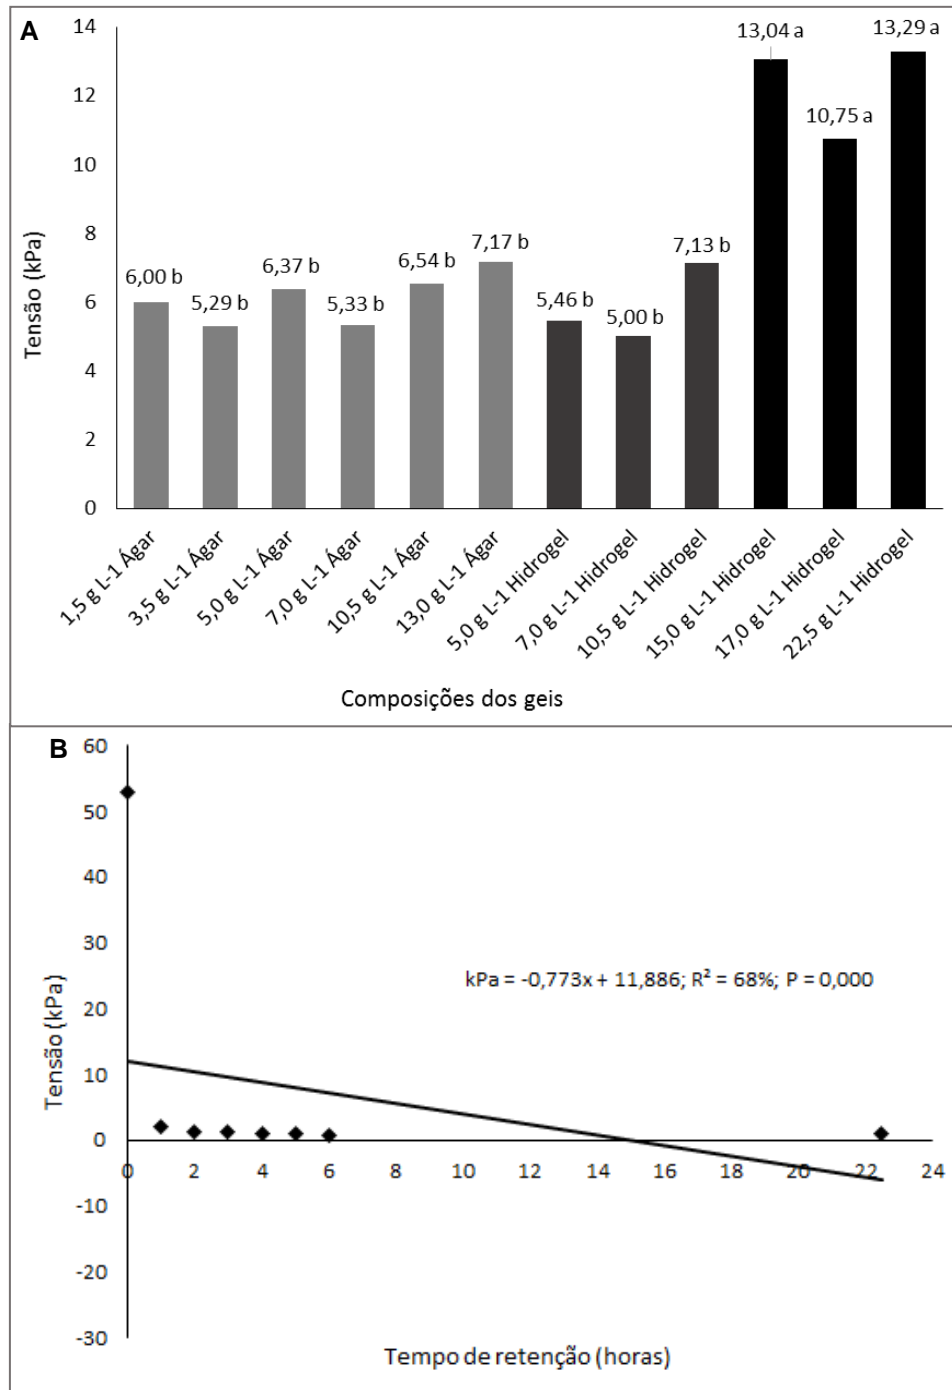 A
14
12
10
8
6
4
2
0
Tensão (kPa)
6,00 b
5,29 b
6,37 b
5,33 b
6,54 b
7,17 b
5,46 b
5,00 b
7,13 b
13,04 a
10,75 a
13,29 a
1,5 g L-1 Ágar
3,5 g L-1 Ágar
5,0 g L-1 Ágar
7,0 g L-1 Ágar
10,5 g L-1 Ágar
13,0 g L-1 Ágar
5,0 g L-1 Hidrogel
7,0 g L-1 Hidrogel
10,5 g L-1 Hidrogel
15,0 g L-1 Hidrogel
17,0 g L-1 Hidrogel
22,5 g L-1 Hidrogel
Composições dos geis
B
60
50
40
30
20
10
0
-10
-20
-30
Tensão (kPa)
kPa = -0,773x + 11,886; R² = 68%; P = 0,000
0 2 4 6 8 10 12 14 16 18 20 22 24
Tempo de retenção (horas)